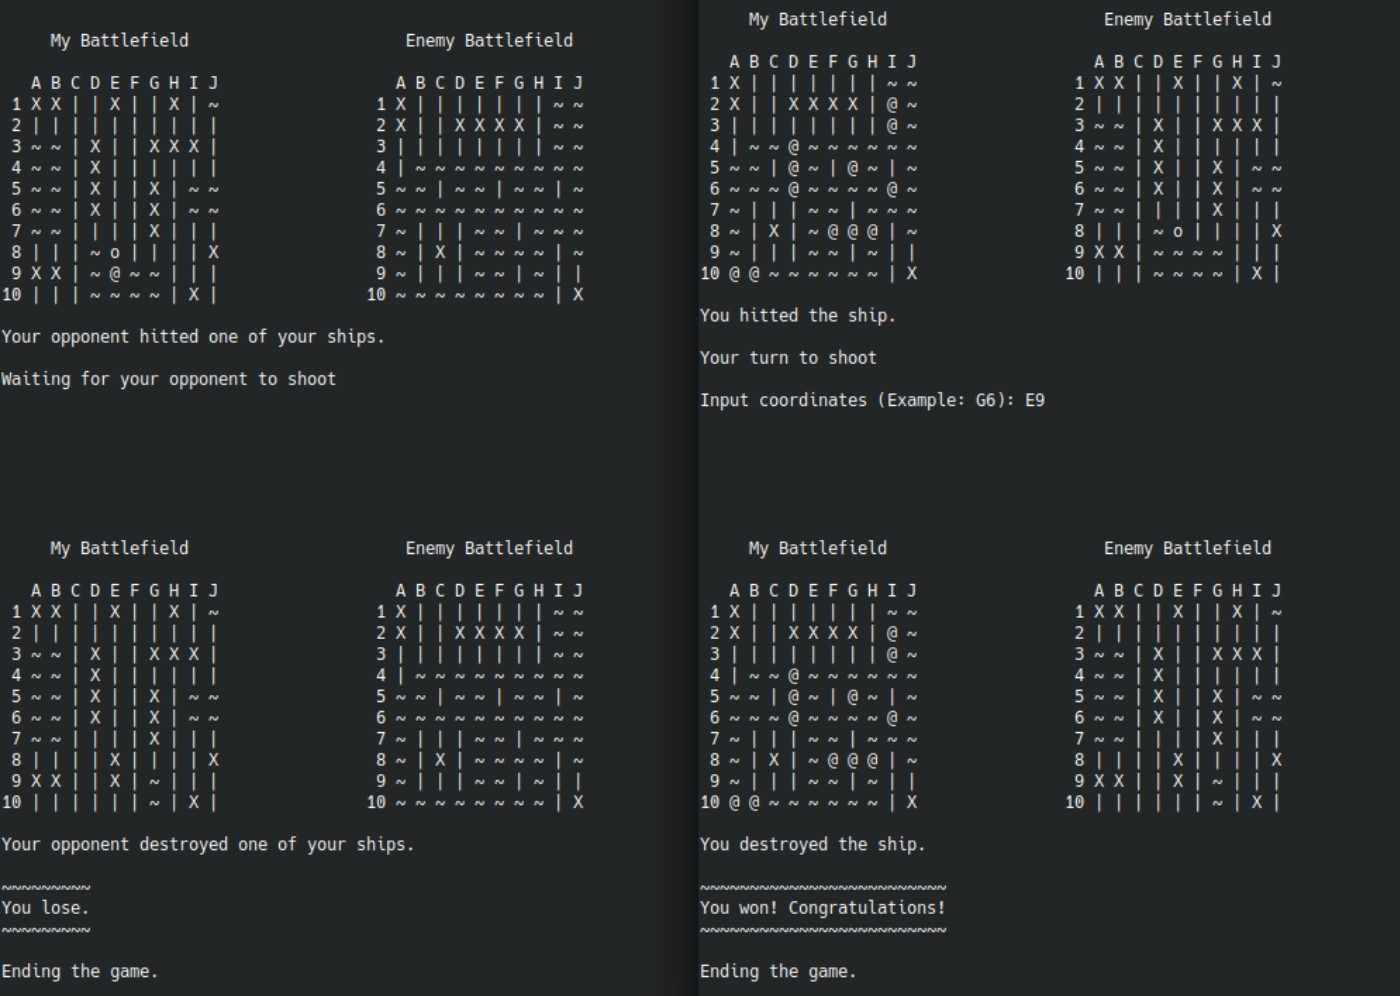 My Battlefield Enemy Battlefield
A B C D E F G H I J A B C D E F G H I J
1 X X | | X | | X | ~ 1 X | | | | | | | ~ ~
2 | | | | | | | | | | 2 X | | X X X X | ~ ~
3 ~ ~ | X | | X X X | 3 | | | | | | | | ~ ~
4 ~ ~ | X | | | | | | 4 | ~ ~ ~ ~ ~ ~ ~ ~ ~
5 ~ ~ | X | | X | ~ ~ 5 ~ ~ | ~ ~ | ~ ~ | ~
6 ~ ~ | X | | X | ~ ~ 6 ~ ~ ~ ~ ~ ~ ~ ~ ~ ~
7 ~ ~ | | | | X | | | 7 ~ | | | ~ ~ | ~ ~ ~
8 | | | ~ o | | | | X 8 ~ | X | ~ ~ ~ ~ | ~
9 X X | ~ @ ~ ~ | | | 9 ~ | | | ~ ~ | ~ | |
10 | | | ~ ~ ~ ~ | X | 10 ~ ~ ~ ~ ~ ~ ~ ~ | X
Your opponent hitted one of your ships.
Waiting for your opponent to shoot
My Battlefield Enemy Battlefield
A B C D E F G H I J A B C D E F G H I J
1 X X | | X | | X | ~ 1 X | | | | | | | ~ ~
2 | | | | | | | | | | 2 X | | X X X X | ~ ~
3 ~ ~ | X | | X X X | 3 | | | | | | | | ~ ~
4 ~ ~ | X | | | | | | 4 | ~ ~ ~ ~ ~ ~ ~ ~ ~
5 ~ ~ | X | | X | ~ ~ 5 ~ ~ | ~ ~ | ~ ~ | ~
6 ~ ~ | X | | X | ~ ~ 6 ~ ~ ~ ~ ~ ~ ~ ~ ~ ~
7 ~ ~ | | | | X | | | 7 ~ | | | ~ ~ | ~ ~ ~
8 | | | | X | | | | X 8 ~ | X | ~ ~ ~ ~ | ~
9 X X | | X | ~ | | | 9 ~ | | | ~ ~ | ~ | |
10 | | | | | | ~ | X | 10 ~ ~ ~ ~ ~ ~ ~ ~ | X
Your opponent destroyed one of your ships.
~~~~~~~~~
You lose.
~~~~~~~~~
Ending the game.
My Battlefield Enemy Battlefield
A B C D E F G H I J A B C D E F G H I J
1 X | | | | | | | ~ ~ 1 X X | | X | | X | ~
2 X | | X X X X | @ ~ 2 | | | | | | | | | |
3 | | | | | | | | @ ~ 3 ~ ~ | X | | X X X |
4 | ~ ~ @ ~ ~ ~ ~ ~ ~ 4 ~ ~ | X | | | | | |
5 ~ ~ | @ ~ | @ ~ | ~ 5 ~ ~ | X | | X | ~ ~
6 ~ ~ ~ @ ~ ~ ~ ~ @ ~ 6 ~ ~ | X | | X | ~ ~
7 ~ | | | ~ ~ | ~ ~ ~ 7 ~ ~ | | | | X | | |
8 ~ | X | ~ @ @ @ | ~ 8 | | | ~ o | | | | X
9 ~ | | | ~ ~ | ~ | | 9 X X | ~ ~ ~ ~ | | |
10 @ @ ~ ~ ~ ~ ~ ~ | X 10 | | | ~ ~ ~ ~ | X |
You hitted the ship.
Your turn to shoot
Input coordinates (Example: G6): E9
My Battlefield Enemy Battlefield
A B C D E F G H I J A B C D E F G H I J
1 X | | | | | | | ~ ~ 1 X X | | X | | X | ~
2 X | | X X X X | @ ~ 2 | | | | | | | | | |
3 | | | | | | | | @ ~ 3 ~ ~ | X | | X X X |
4 | ~ ~ @ ~ ~ ~ ~ ~ ~ 4 ~ ~ | X | | | | | |
5 ~ ~ | @ ~ | @ ~ | ~ 5 ~ ~ | X | | X | ~ ~
6 ~ ~ ~ @ ~ ~ ~ ~ @ ~ 6 ~ ~ | X | | X | ~ ~
7 ~ | | | ~ ~ | ~ ~ ~ 7 ~ ~ | | | | X | | |
8 ~ | X | ~ @ @ @ | ~ 8 | | | | X | | | | X
9 ~ | | | ~ ~ | ~ | | 9 X X | | X | ~ | | |
10 @ @ ~ ~ ~ ~ ~ ~ | X 10 | | | | | | ~ | X |
You destroyed the ship.
~~~~~~~~~~~~~~~~~~~~~~~~~
You won! Congratulations!
~~~~~~~~~~~~~~~~~~~~~~~~~
Ending the game.